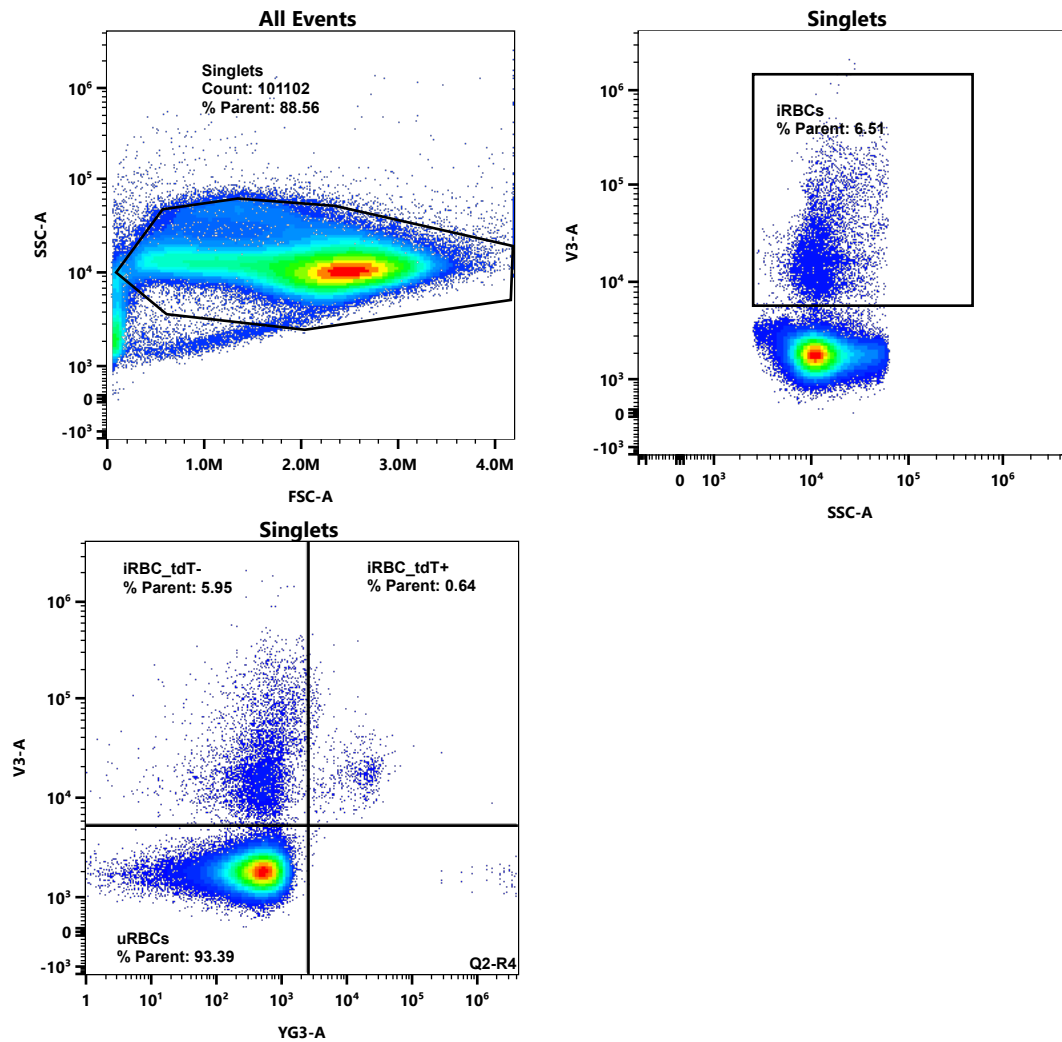 All Events
Singlets
Count: 101102
% Parent: 88.56
10⁶
10⁵
10⁴
10³
0
-10³
SSC-A
0
1.0M
2.0M
3.0M
4.0M
FSC-A
Singlets
iRBCs
% Parent: 6.51
10⁶
10⁵
10⁴
10³
0
-10³
V3-A
0
10³
10⁴
10⁵
10⁶
SSC-A
Singlets
iRBC_tdT-
% Parent: 5.95
iRBC_tdT+
% Parent: 0.64
10⁶
10⁵
10⁴
10³
0
-10³
V3-A
uRBCs
% Parent: 93.39
Q2-R4
1
10¹
10²
10³
10⁴
10⁵
10⁶
YG3-A